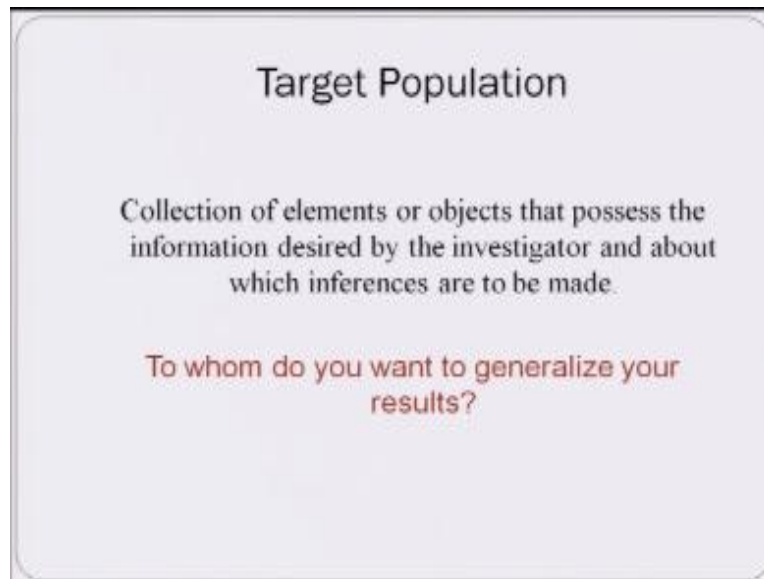 Target Population
Collection of elements or objects that possess the
information desired by the investigator and about
which inferences are to be made.
To whom do you want to generalize your
results?